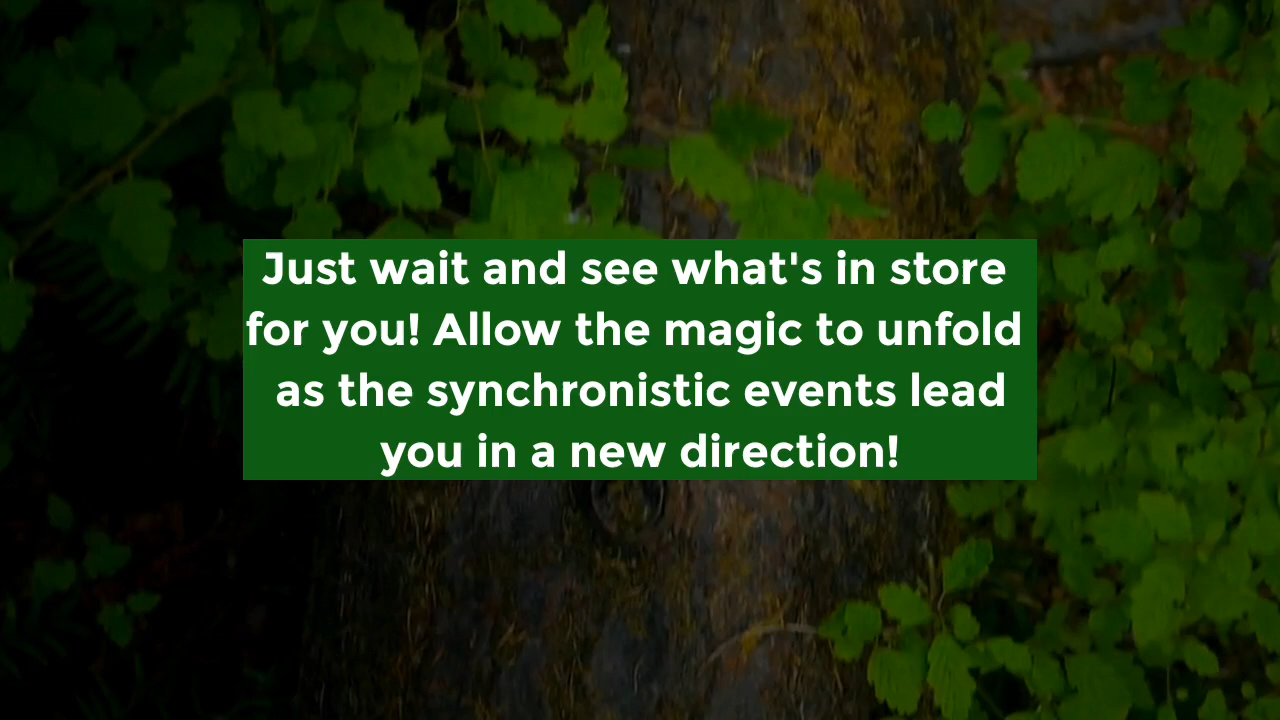 Just wait and see what's in store
for you! Allow the magic to unfold
as the synchronistic events lead
you in a new direction!